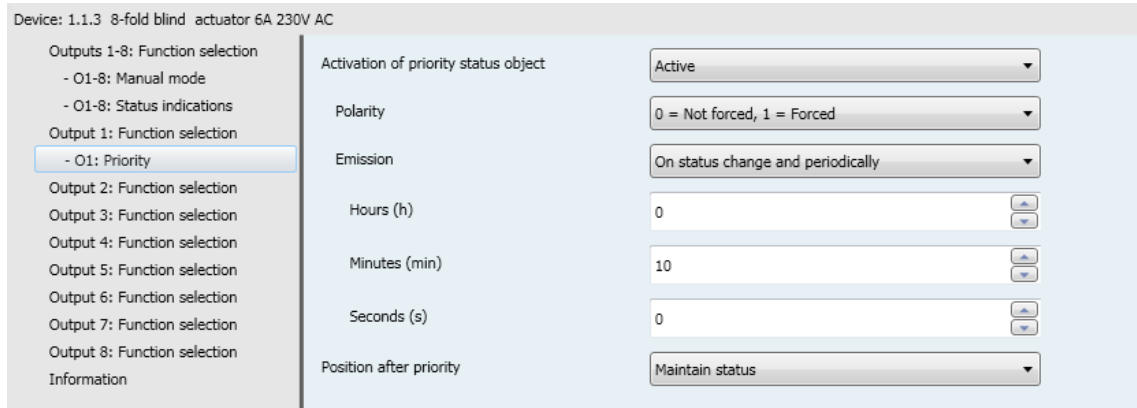 Device: 1.1.3 8-fold blind actuator 6A 230V AC
Outputs 1-8: Function selection
- O1-8: Manual mode
- O1-8: Status indications
Output 1: Function selection
- O1: Priority
Output 2: Function selection
Output 3: Function selection
Output 4: Function selection
Output 5: Function selection
Output 6: Function selection
Output 7: Function selection
Output 8: Function selection
Information
Activation of priority status object Active
Polarity 0 = Not forced, 1 = Forced
Emission On status change and periodically
Hours (h) 0
Minutes (min) 10
Seconds (s) 0
Position after priority Maintain status